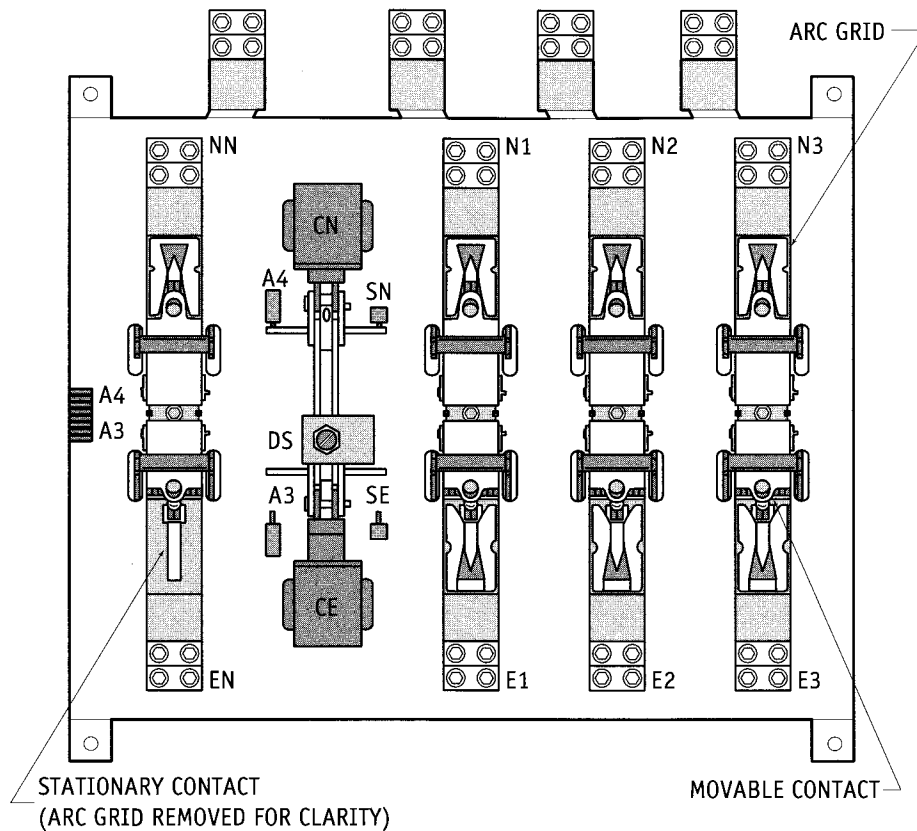 ARC GRID
NN
N1
N2
N3
CN
A4
SN
A4
A3
DS
A3
SE
CE
EN
E1
E2
E3
STATIONARY CONTACT
(ARC GRID REMOVED FOR CLARITY)
MOVABLE CONTACT